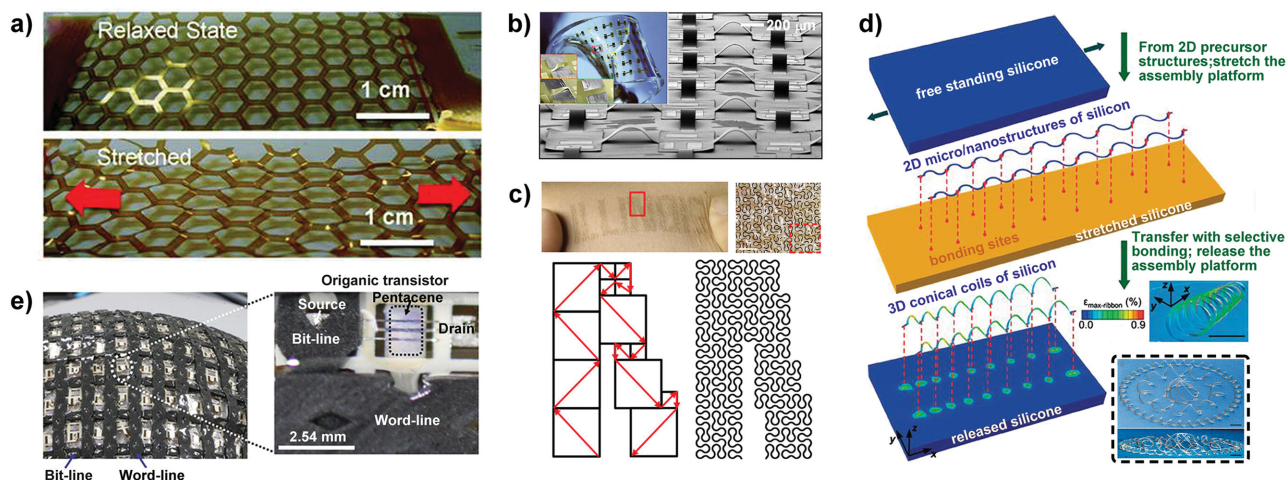 a)
Relaxed State
1 cm
Stretched
1 cm
b)
200 μm
c)
d)
free standing silicone
From 2D precursor
structures;stretch the
assembly platform
2D micro/nanostructures of silicon
bonding sites
stretched silicone
Transfer with selective
bonding; release the
assembly platform
3D conical coils of silicon
ε max-ribbon (%)
0.0
0.9
z
y
x
released silicone
z
y
x
e)
Origanic transistor
Pentacene
Source
Drain
Bit-line
Word-line
2.54 mm
Bit-line
Word-line